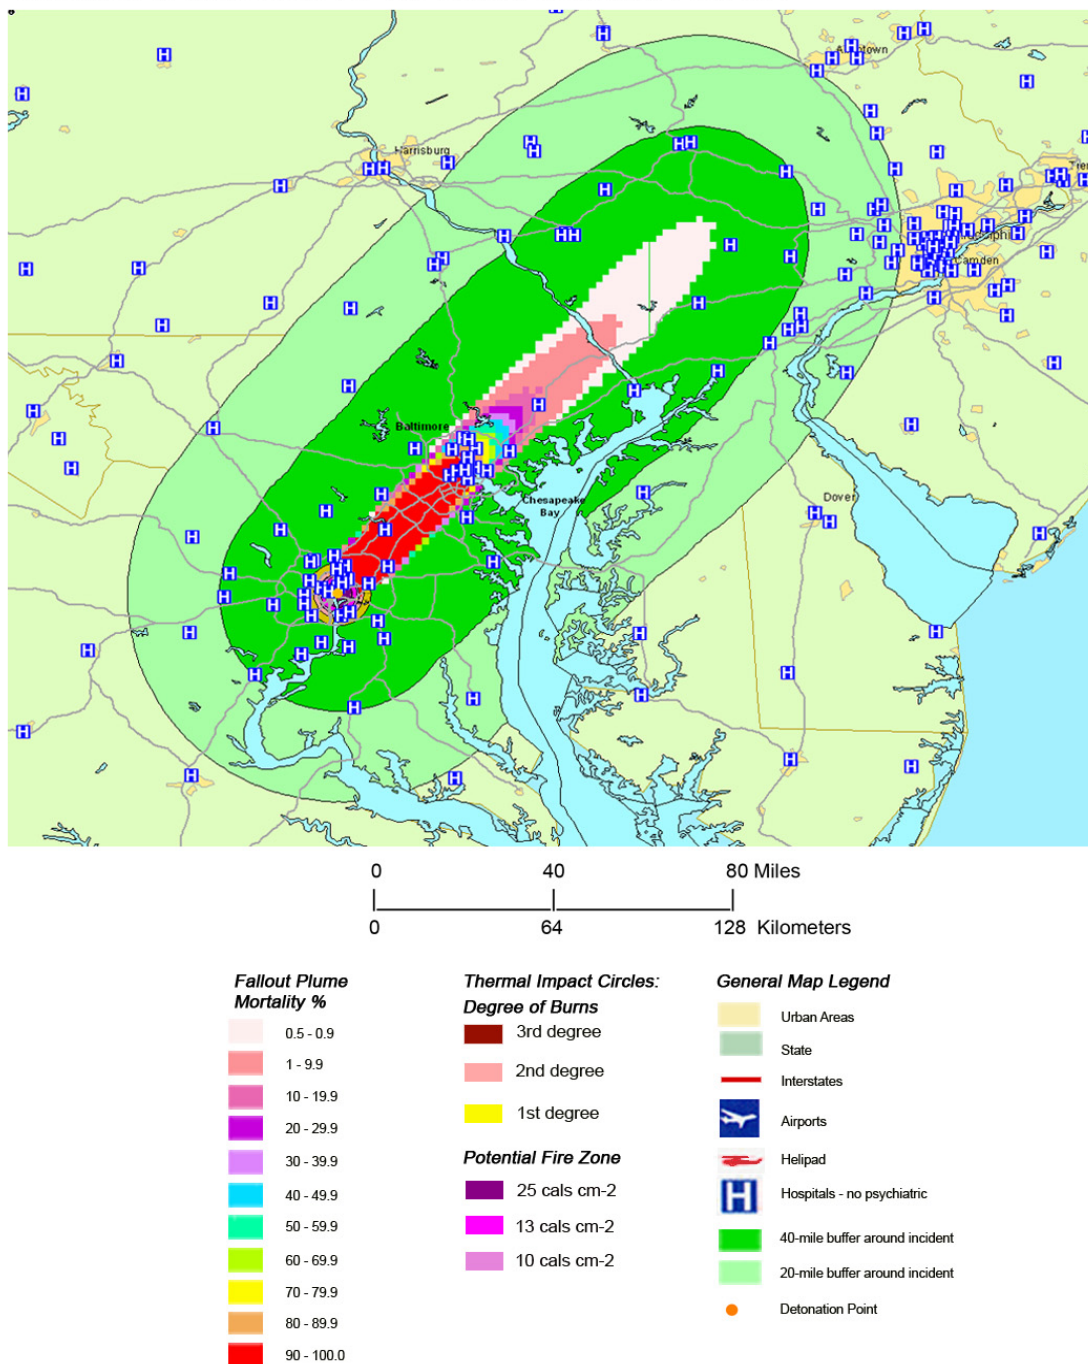 Allentown
Harrisburg
Tren
Philadelphia
Camden
Baltimore
Chesapeake
Bay
Dover
0 40 80 Miles
0 64 128 Kilometers
Fallout Plume
Mortality %
0.5 - 0.9
1 - 9.9
10 - 19.9
20 - 29.9
30 - 39.9
40 - 49.9
50 - 59.9
60 - 69.9
70 - 79.9
80 - 89.9
90 - 100.0
Thermal Impact Circles:
Degree of Burns
3rd degree
2nd degree
1st degree
Potential Fire Zone
25 cals cm-2
13 cals cm-2
10 cals cm-2
General Map Legend
Urban Areas
State
Interstates
Airports
Helipad
H Hospitals - no psychiatric
40-mile buffer around incident
20-mile buffer around incident
Detonation Point